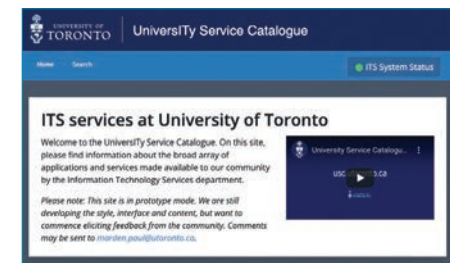 UNIVERSITY OF
TORONTO
UniversITy Service Catalogue
Home
Search
ITS System Status
ITS services at University of Toronto
Welcome to the UniversITy Service Catalogue. On this site,
please find information about the broad array of
applications and services made available to our community
by the Information Technology Services department.
Please note: This site is in prototype mode. We are still
developing the style, interface and content, but want to
commence eliciting feedback from the community. Comments
may be sent to marden.paul@utoronto.ca.
University Service Catalogu...